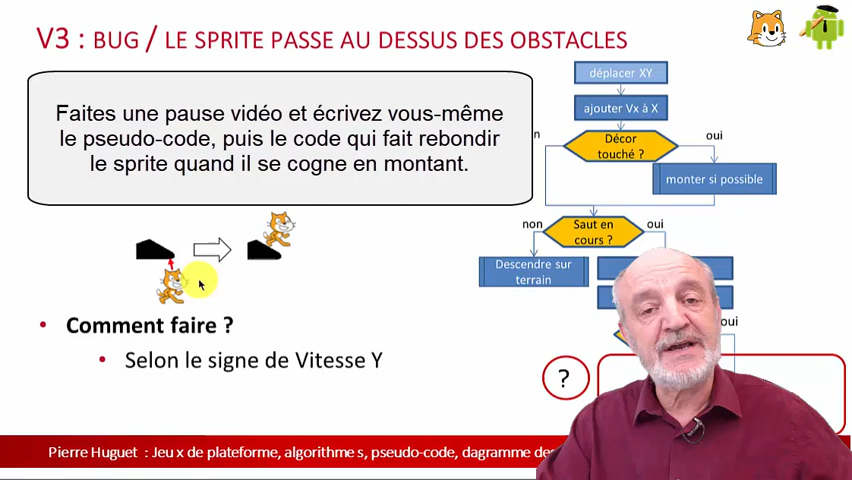 V3 : BUG / LE SPRITE PASSE AU DESSUS DES OBSTACLES
Faites une pause vidéo et écrivez vous-même
le pseudo-code, puis le code qui fait rebondir
le sprite quand il se cogne en montant.
déplacer XY
ajouter Vx à X
n
Décor
touché ?
oui
monter si possible
non
Saut en
cours ?
oui
Descendre sur
terrain
oui
?
• Comment faire ?
• Selon le signe de Vitesse Y
Pierre Huguet : Jeu x de plateforme, algorithme s, pseudo-code, dagramme de